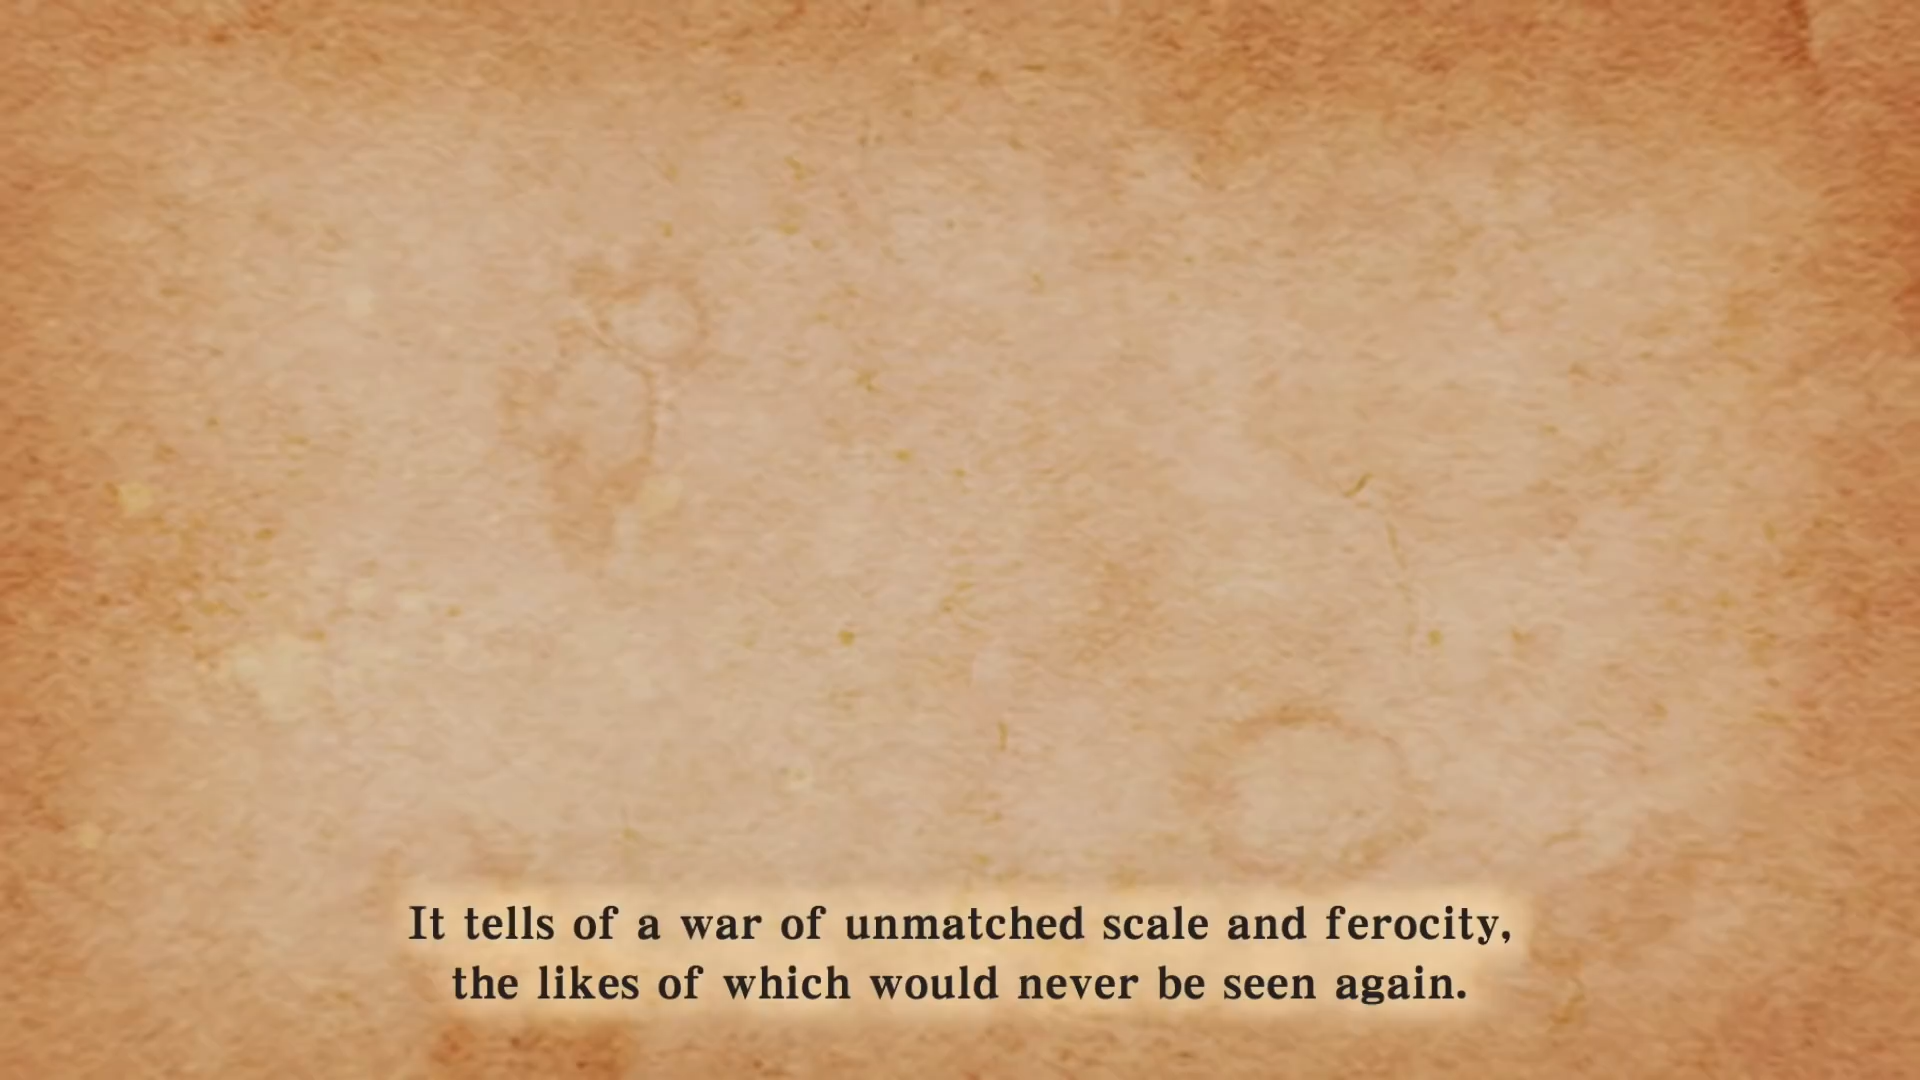 It tells of a war of unmatched scale and ferocity,
the likes of which would never be seen again.